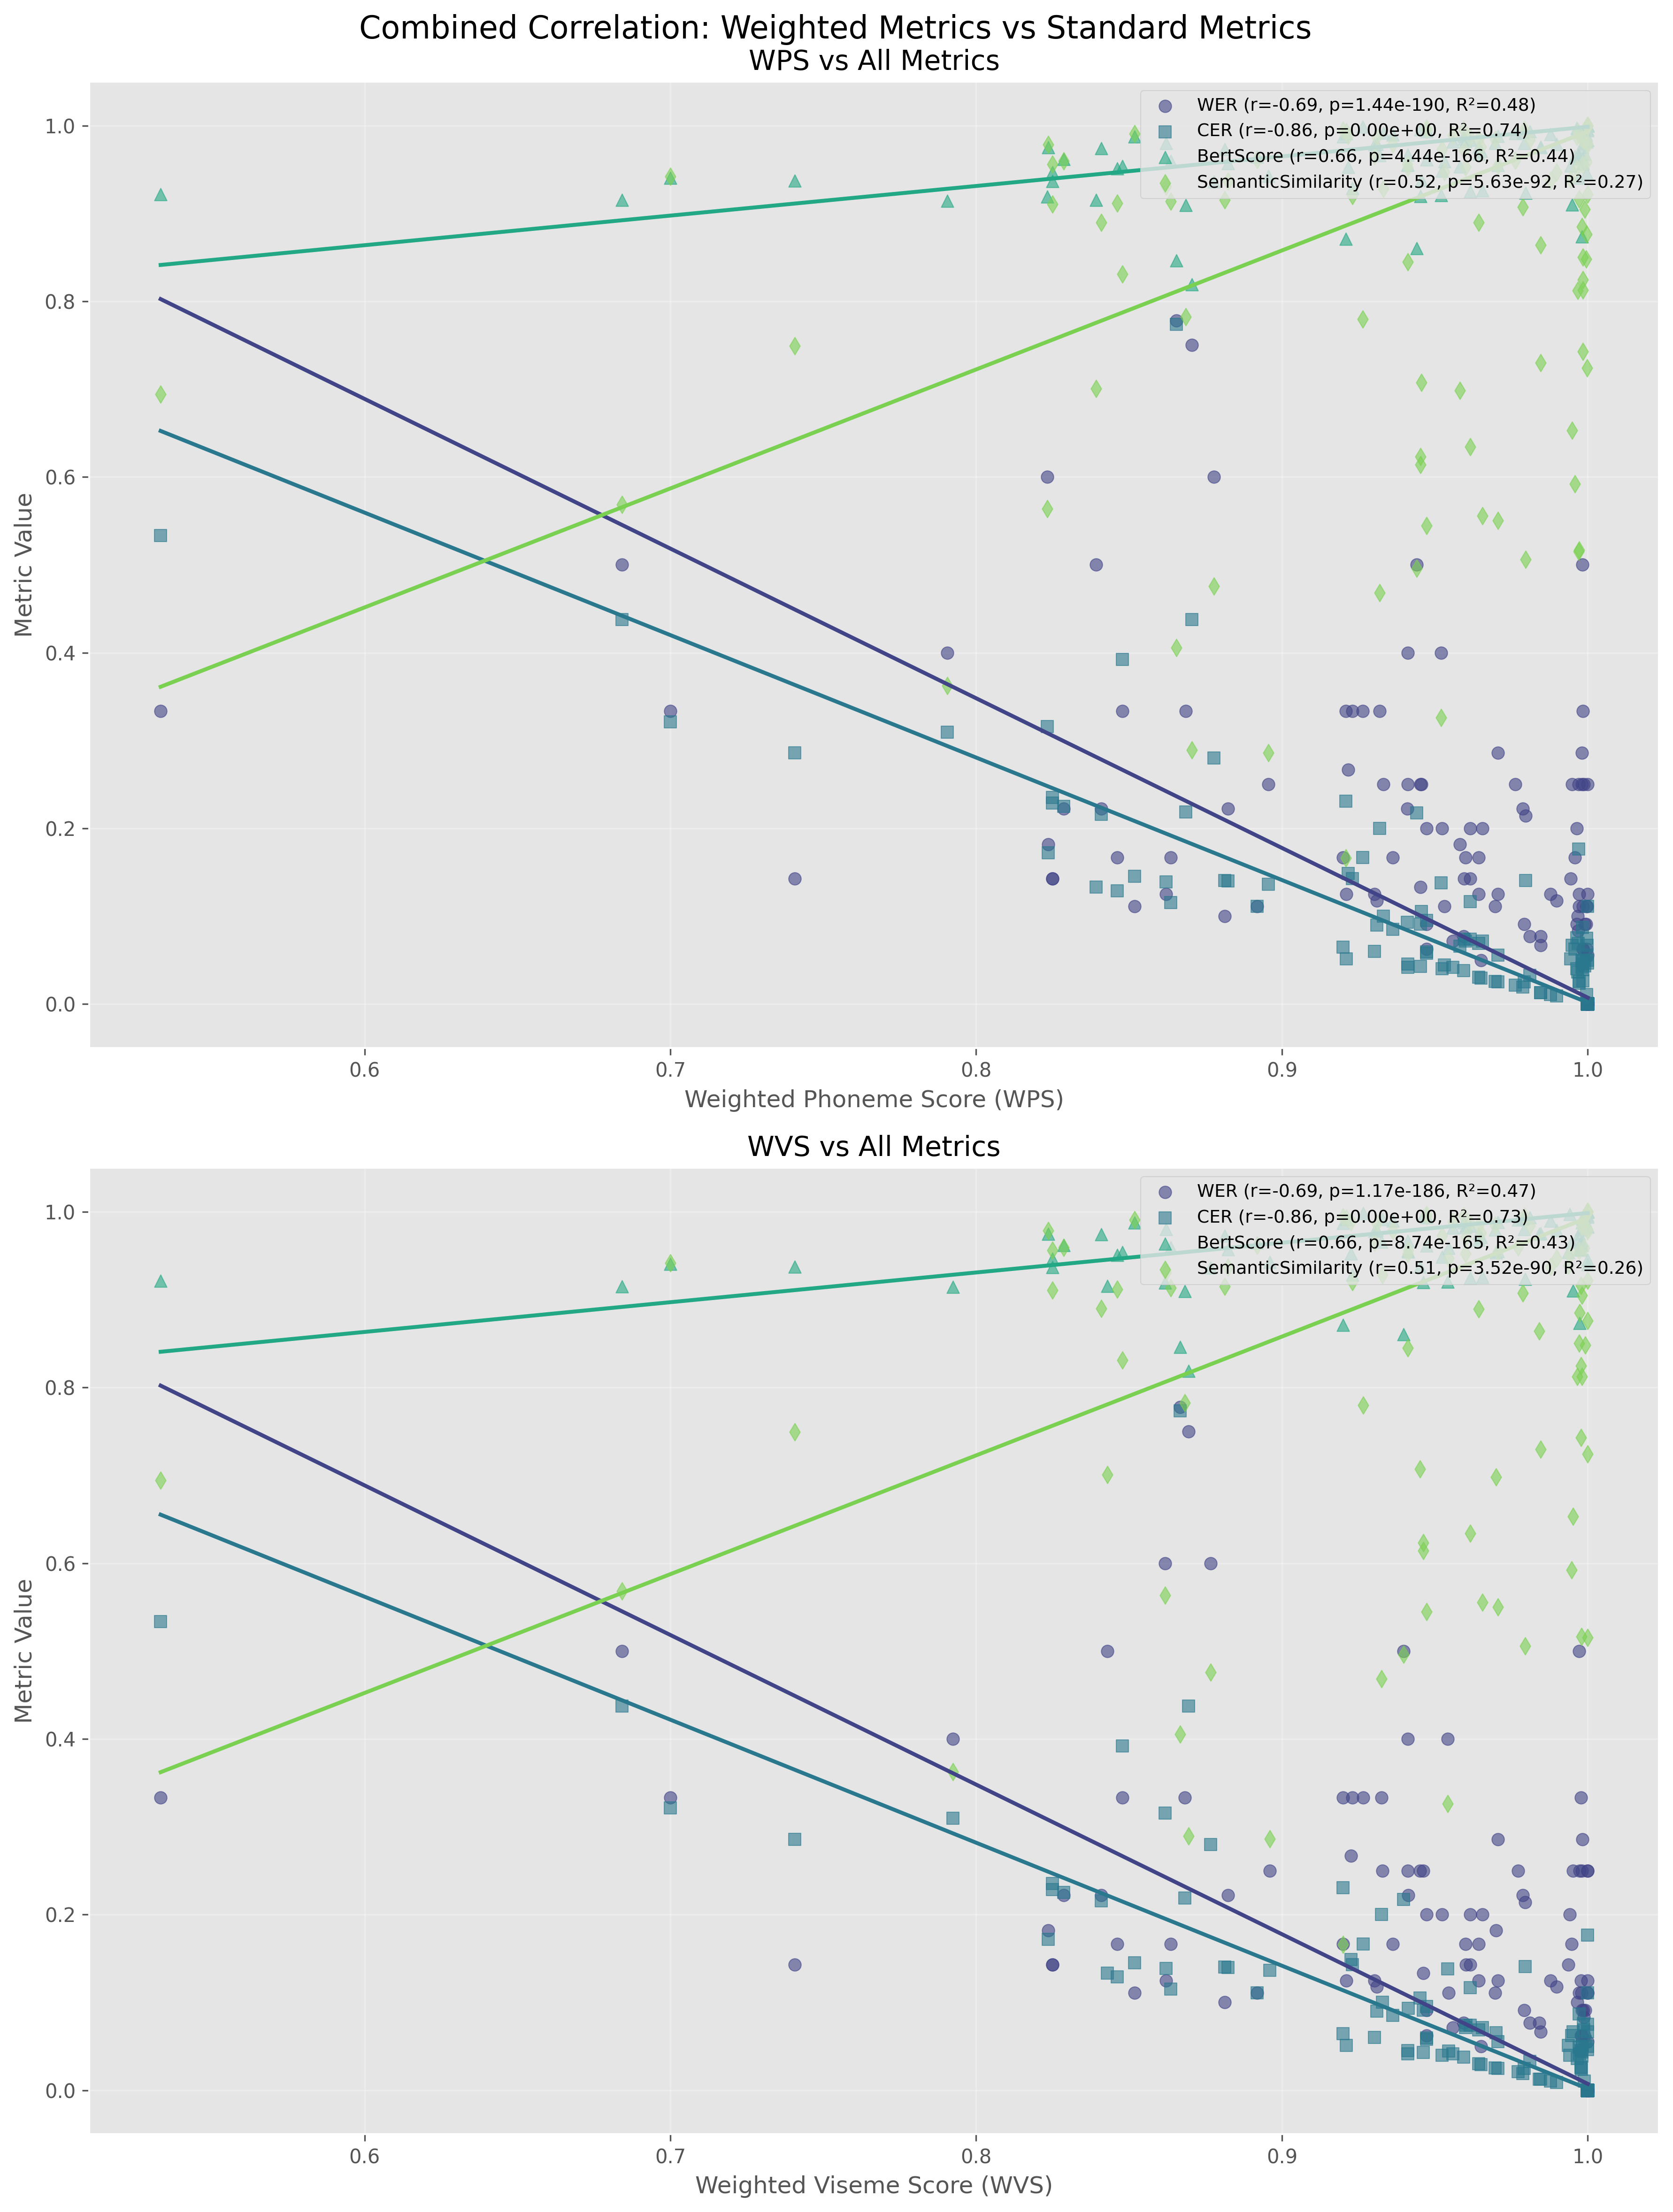 Combined Correlation: Weighted Metrics vs Standard Metrics
WPS vs All Metrics
WER (r=-0.69, p=1.44e-190, R²=0.48)
CER (r=-0.86, p=0.00e+00, R²=0.74)
BertScore (r=0.66, p=4.44e-166, R²=0.44)
SemanticSimilarity (r=0.52, p=5.63e-92, R²=0.27)
1.0
0.8
0.6
0.4
0.2
0.0
Metric Value
0.6 0.7 0.8 0.9 1.0
Weighted Phoneme Score (WPS)
WVS vs All Metrics
WER (r=-0.69, p=1.17e-186, R²=0.47)
CER (r=-0.86, p=0.00e+00, R²=0.73)
BertScore (r=0.66, p=8.74e-165, R²=0.43)
SemanticSimilarity (r=0.51, p=3.52e-90, R²=0.26)
1.0
0.8
0.6
0.4
0.2
0.0
Metric Value
0.6 0.7 0.8 0.9 1.0
Weighted Viseme Score (WVS)